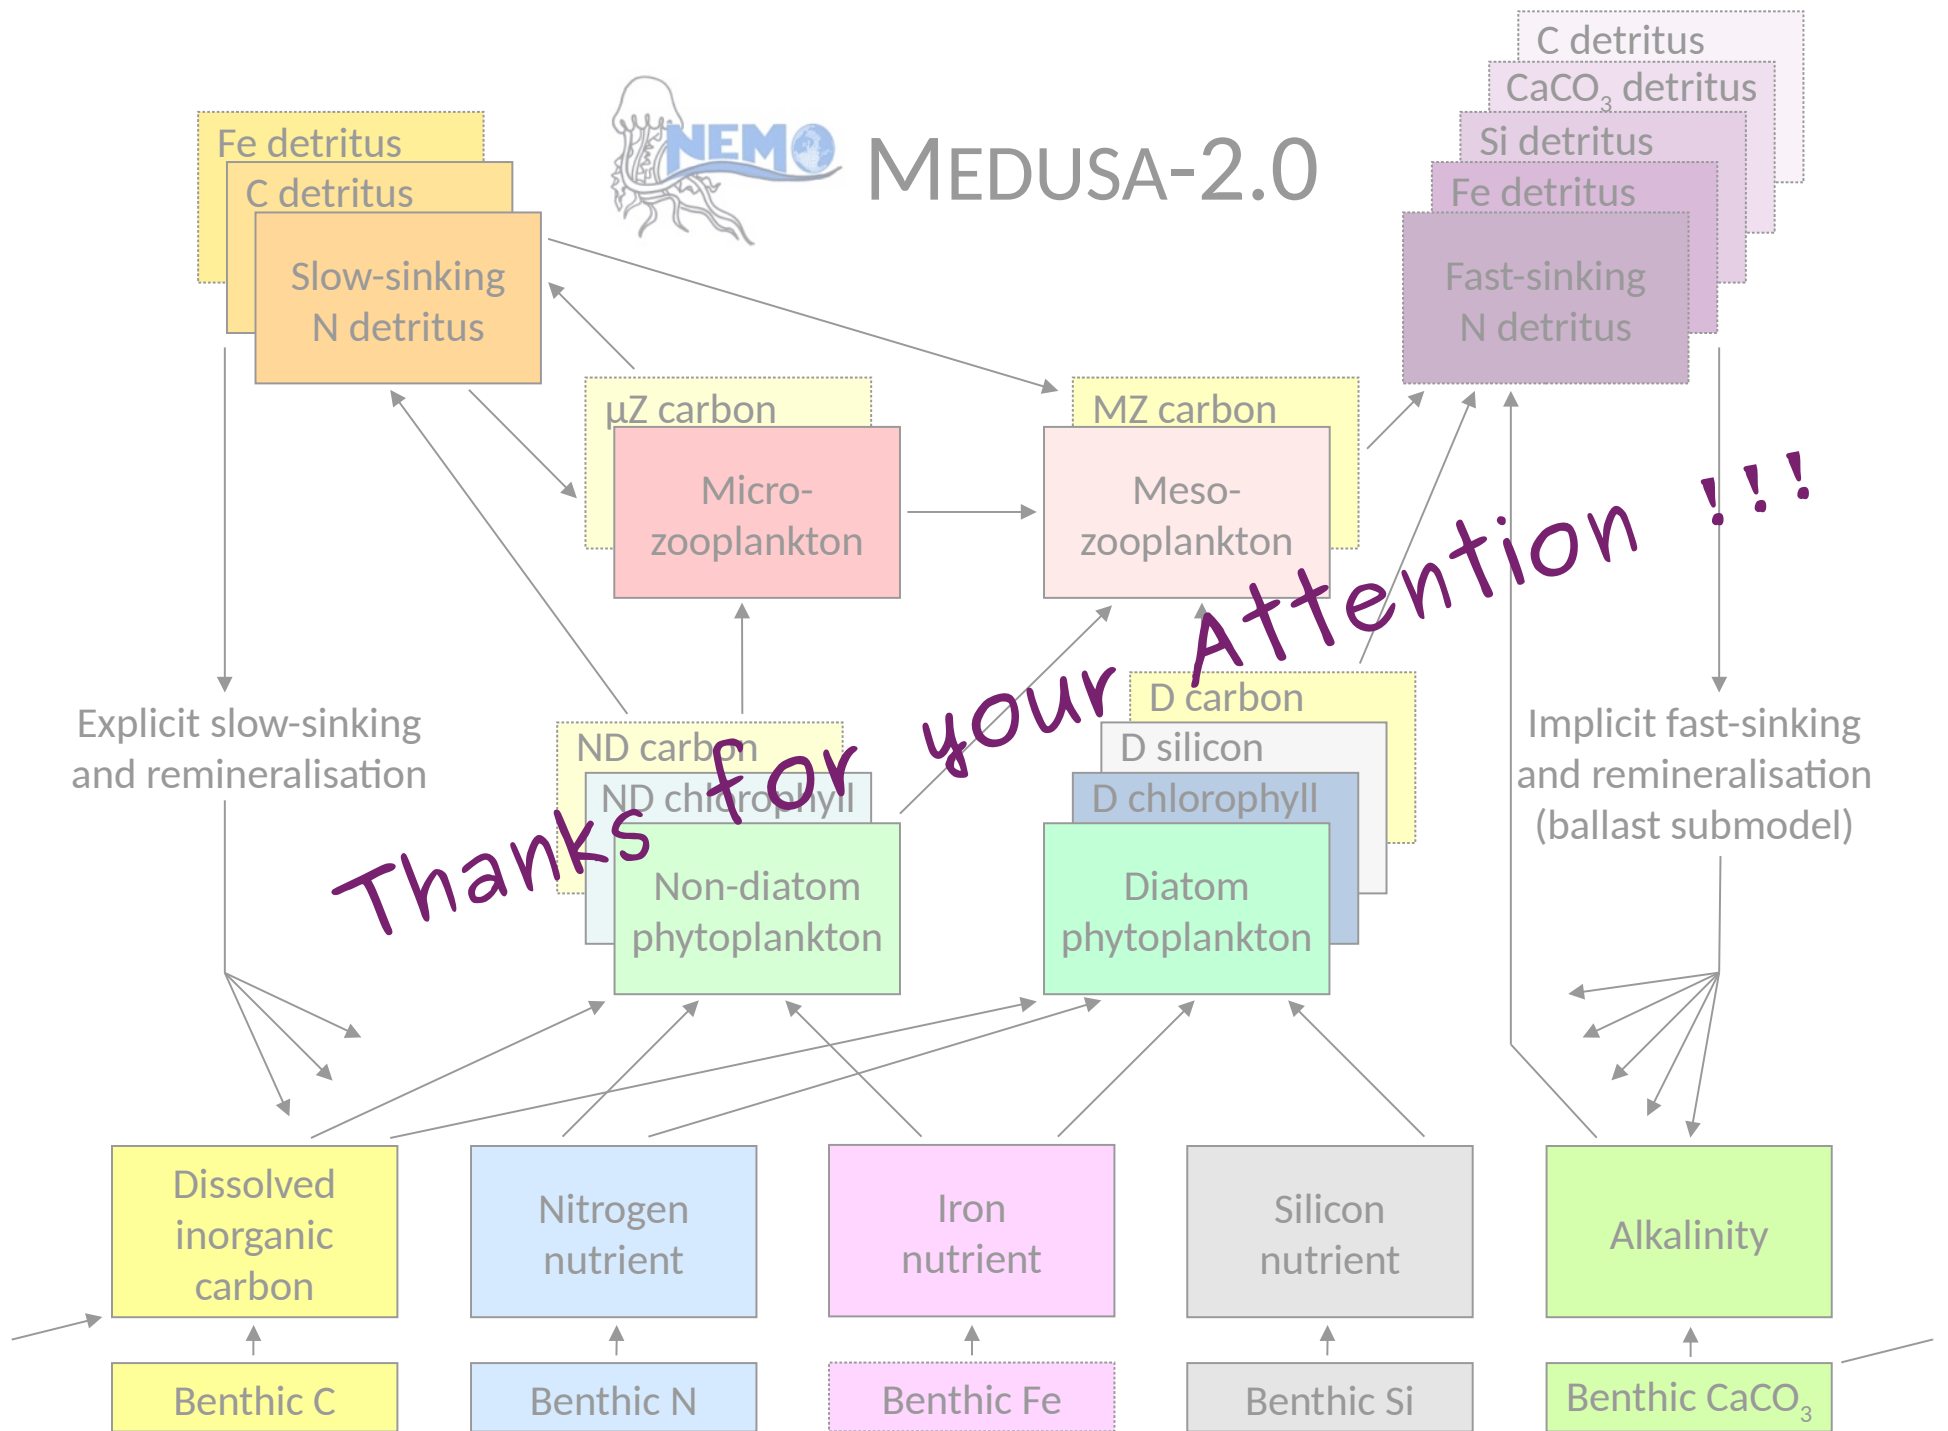 C detritus
CaCO₃ detritus
Si detritus
Fe detritus
Fast-sinking
N detritus
Fe detritus
C detritus
Slow-sinking
N detritus
NEMO
MEDUSA-2.0
µZ carbon
Micro-
zooplankton
MZ carbon
Meso-
zooplankton
Thanks for your Attention !!!
Explicit slow-sinking
and remineralisation
ND carbon
ND chlorophyll
Non-diatom
phytoplankton
D carbon
D silicon
D chlorophyll
Diatom
phytoplankton
Implicit fast-sinking
and remineralisation
(ballast submodel)
Dissolved
inorganic
carbon
Nitrogen
nutrient
Iron
nutrient
Silicon
nutrient
Alkalinity
Benthic C
Benthic N
Benthic Fe
Benthic Si
Benthic CaCO₃